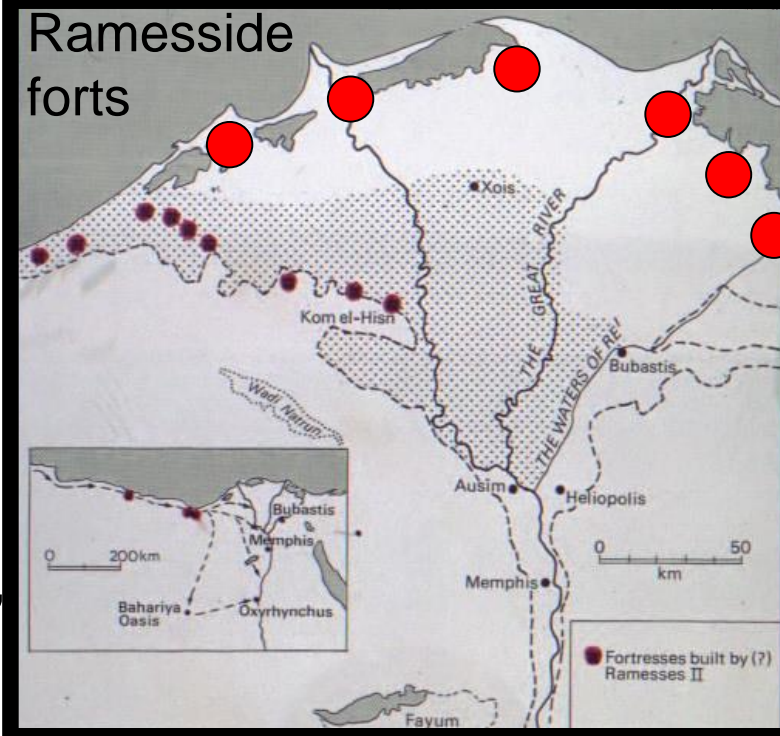 Ramesside
forts
Xois
THE GREAT RIVER
Kom el-Hisn
THE WATERS OF RE'
Bubastis
Wadi Natrun
Ausim
Heliopolis
Bubastis
Memphis
0 200km
0 50
km
Memphis
Bahariya
Oasis
Oxyrhynchus
Fortresses built by (?)
Ramesses II
Fayum